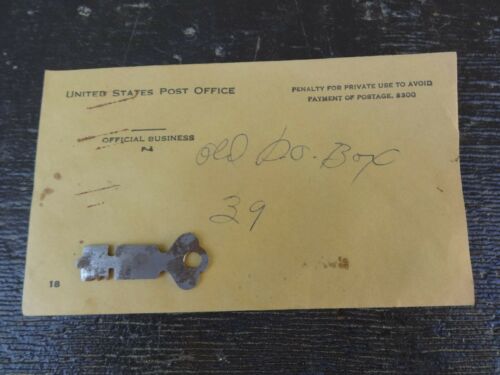 UNITED STATES POST OFFICE
PENALTY FOR PRIVATE USE TO AVOID
PAYMENT OF POSTAGE, $300
OFFICIAL BUSINESS
P-4
Old P.O. Box
39
18